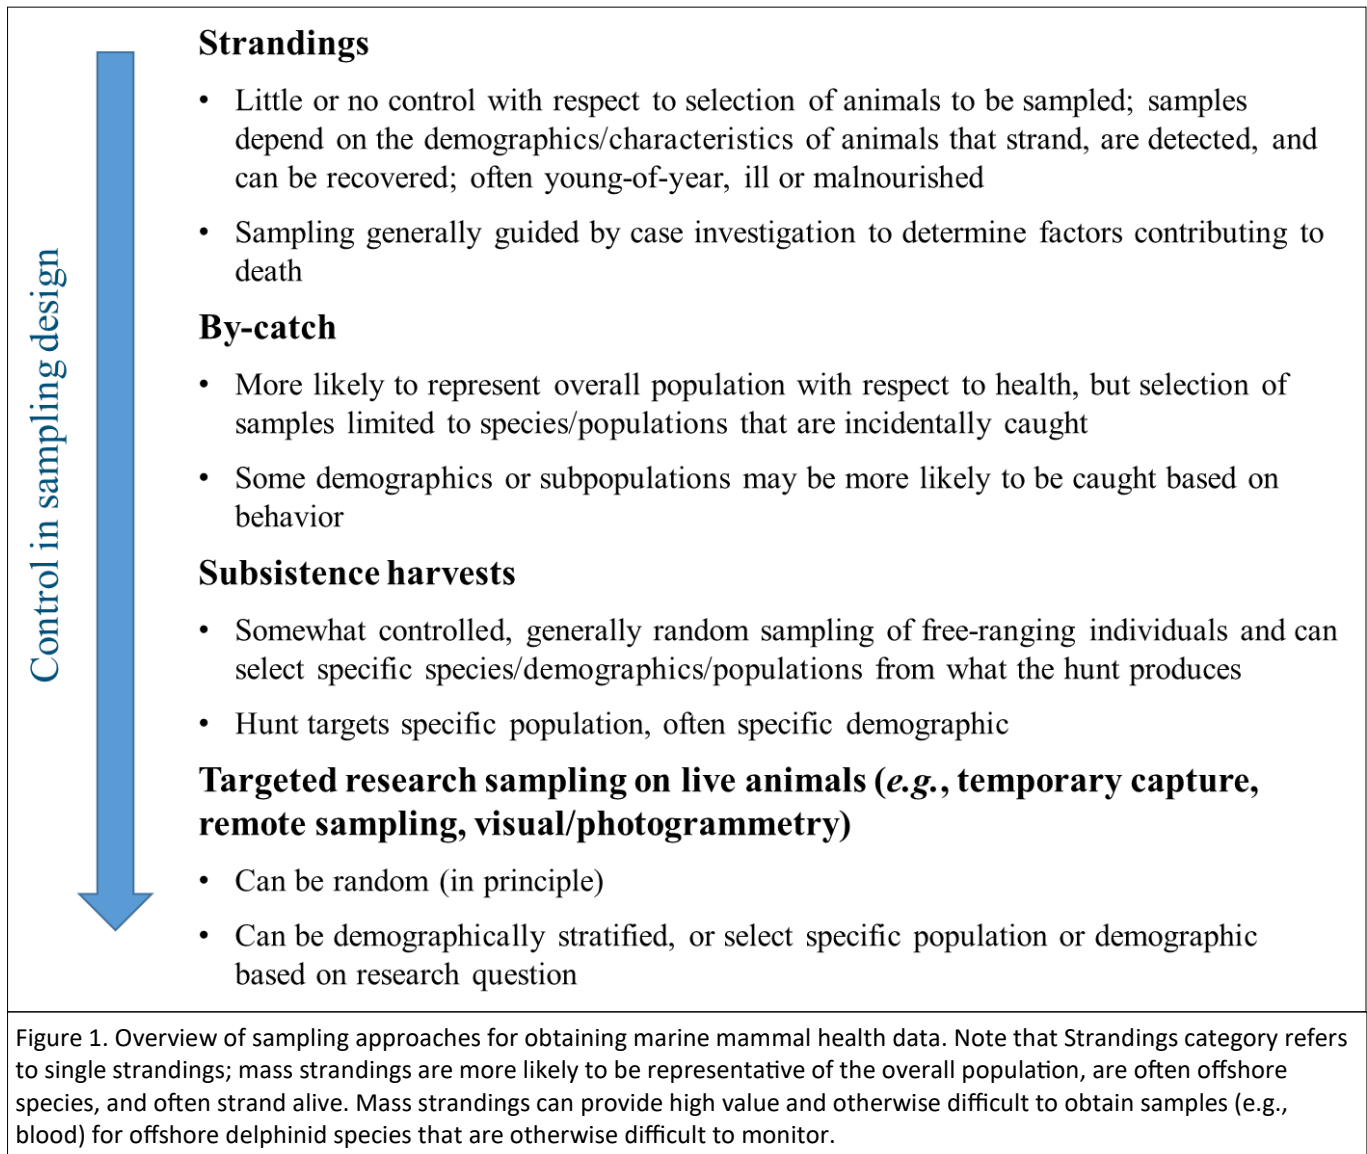 Control in sampling design
Strandings
• Little or no control with respect to selection of animals to be sampled; samples
depend on the demographics/characteristics of animals that strand, are detected, and
can be recovered; often young-of-year, ill or malnourished
• Sampling generally guided by case investigation to determine factors contributing to
death
By-catch
• More likely to represent overall population with respect to health, but selection of
samples limited to species/populations that are incidentally caught
• Some demographics or subpopulations may be more likely to be caught based on
behavior
Subsistence harvests
• Somewhat controlled, generally random sampling of free-ranging individuals and can
select specific species/demographics/populations from what the hunt produces
• Hunt targets specific population, often specific demographic
Targeted research sampling on live animals (e.g., temporary capture,
remote sampling, visual/photogrammetry)
• Can be random (in principle)
• Can be demographically stratified, or select specific population or demographic
based on research question
Figure 1. Overview of sampling approaches for obtaining marine mammal health data. Note that Strandings category refers
to single strandings; mass strandings are more likely to be representative of the overall population, are often offshore
species, and often strand alive. Mass strandings can provide high value and otherwise difficult to obtain samples (e.g.,
blood) for offshore delphinid species that are otherwise difficult to monitor.